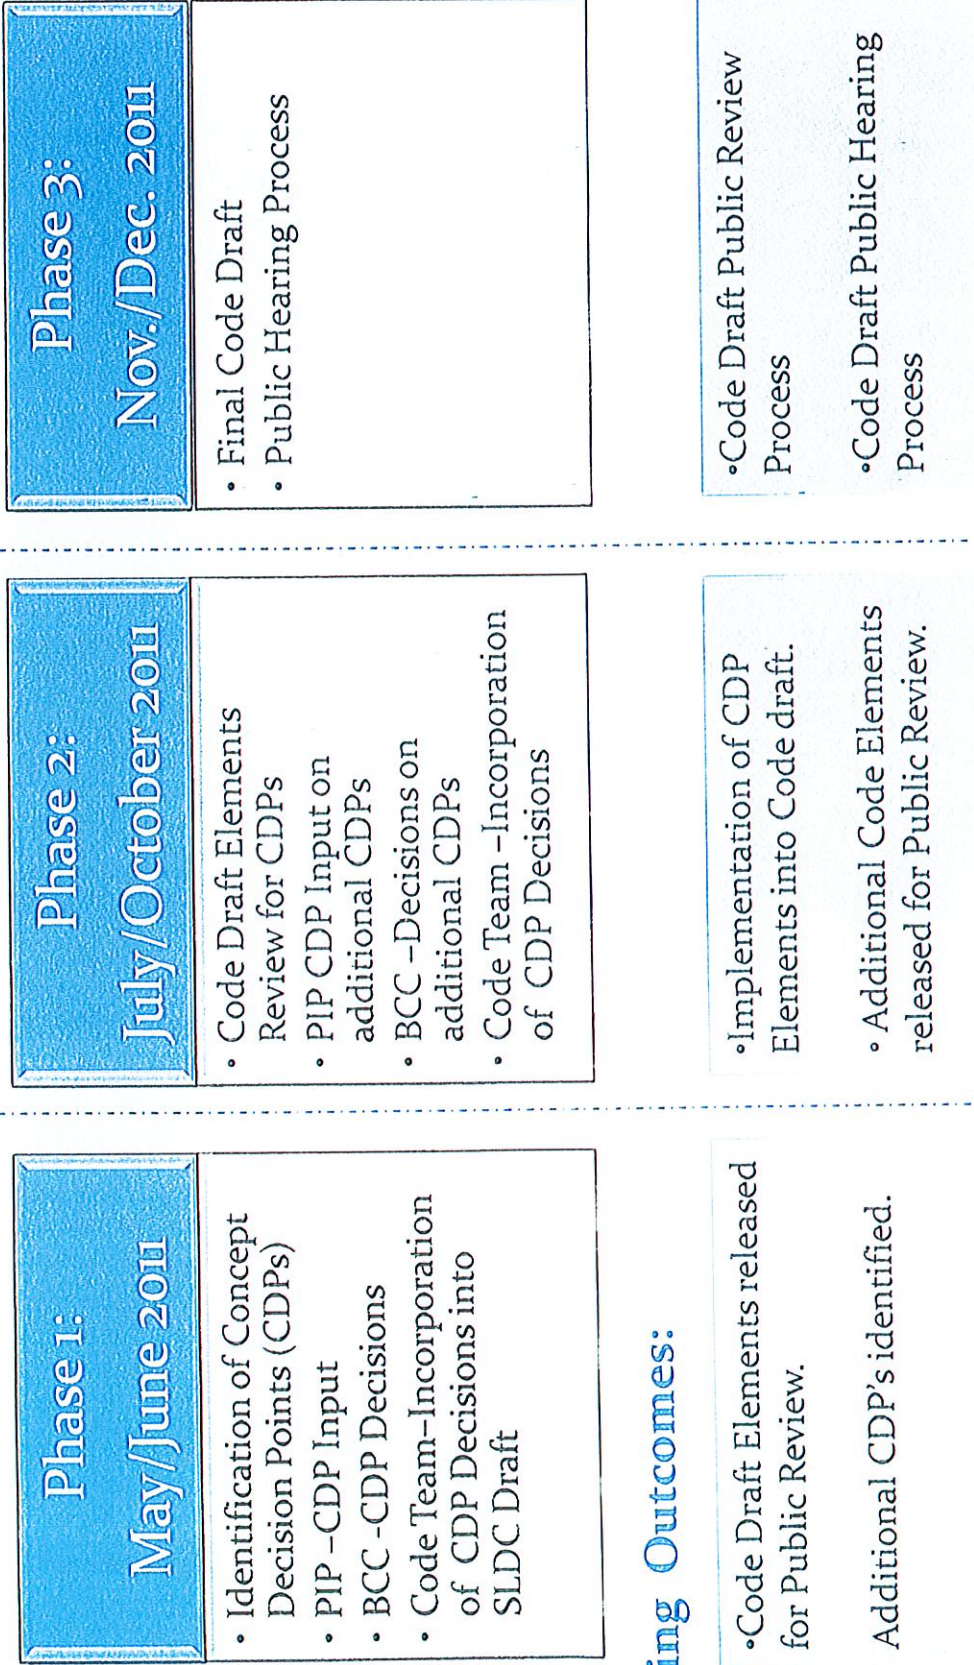 Phase 1:
May/June 2011
• Identification of Concept
Decision Points (CDPs)
• PIP –CDP Input
• BCC -CDP Decisions
• Code Team–Incorporation
of CDP Decisions into
SLDC Draft
Phase 2:
July/October 2011
• Code Draft Elements
Review for CDPs
• PIP CDP Input on
additional CDPs
• BCC –Decisions on
additional CDPs
• Code Team –Incorporation
of CDP Decisions
Phase 3:
Nov./Dec. 2011
• Final Code Draft
• Public Hearing Process
Outcomes:
•Code Draft Elements released
for Public Review.
Additional CDP's identified.
•Implementation of CDP
Elements into Code draft.
• Additional Code Elements
released for Public Review.
•Code Draft Public Review
Process
•Code Draft Public Hearing
Process